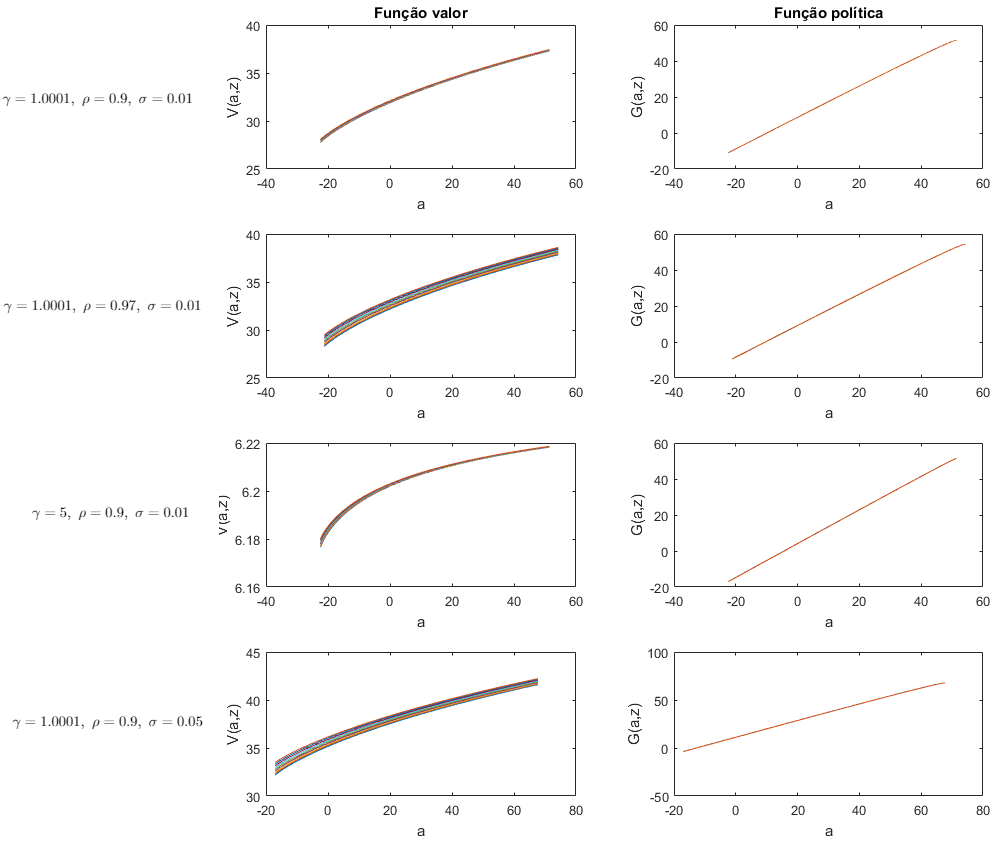 Função valor
Função política
γ = 1.0001, ρ = 0.9, σ = 0.01
V(a,z)
40
35
30
25
-40 -20 0 20 40 60
a
G(a,z)
60
40
20
0
-20
-40 -20 0 20 40 60
a
γ = 1.0001, ρ = 0.97, σ = 0.01
V(a,z)
40
35
30
25
-40 -20 0 20 40 60
a
G(a,z)
60
40
20
0
-20
-40 -20 0 20 40 60
a
γ = 5, ρ = 0.9, σ = 0.01
V(a,z)
6.22
6.2
6.18
6.16
-40 -20 0 20 40 60
a
G(a,z)
60
40
20
0
-20
-40 -20 0 20 40 60
a
γ = 1.0001, ρ = 0.9, σ = 0.05
V(a,z)
45
40
35
30
-20 0 20 40 60 80
a
G(a,z)
100
50
0
-50
-20 0 20 40 60 80
a